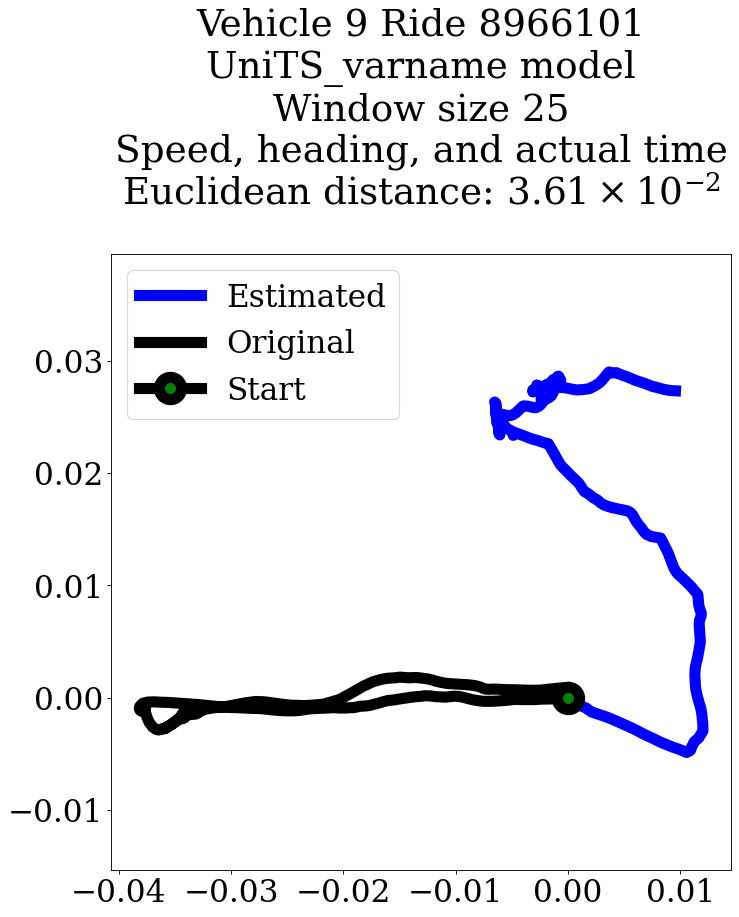 Vehicle 9 Ride 8966101
UniTS_varname model
Window size 25
Speed, heading, and actual time
Euclidean distance: 3.61 × 10⁻²
Estimated
Original
Start
0.03
0.02
0.01
0.00
−0.01
−0.04 −0.03 −0.02 −0.01 0.00 0.01